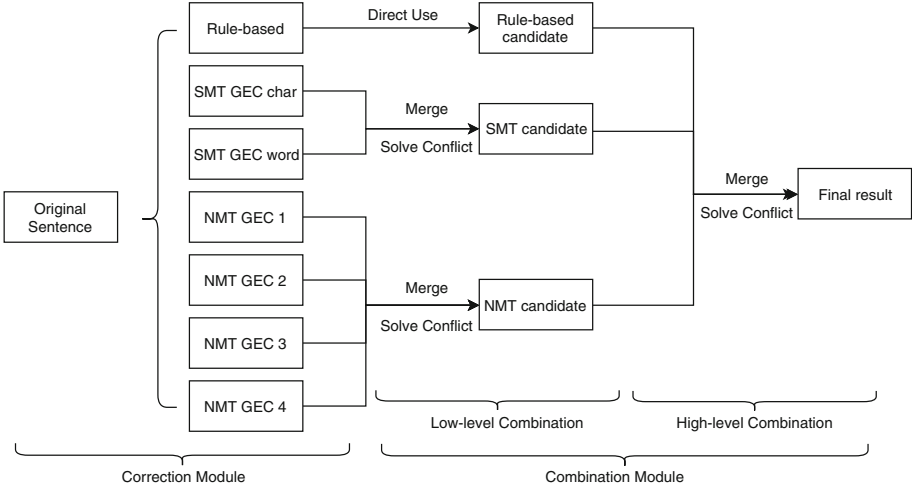 Original
Sentence
Rule-based
SMT GEC char
SMT GEC word
NMT GEC 1
NMT GEC 2
NMT GEC 3
NMT GEC 4
Direct Use
Merge
Solve Conflict
Merge
Solve Conflict
Rule-based
candidate
SMT candidate
NMT candidate
Merge
Solve Conflict
Final result
Low-level Combination
High-level Combination
Correction Module
Combination Module